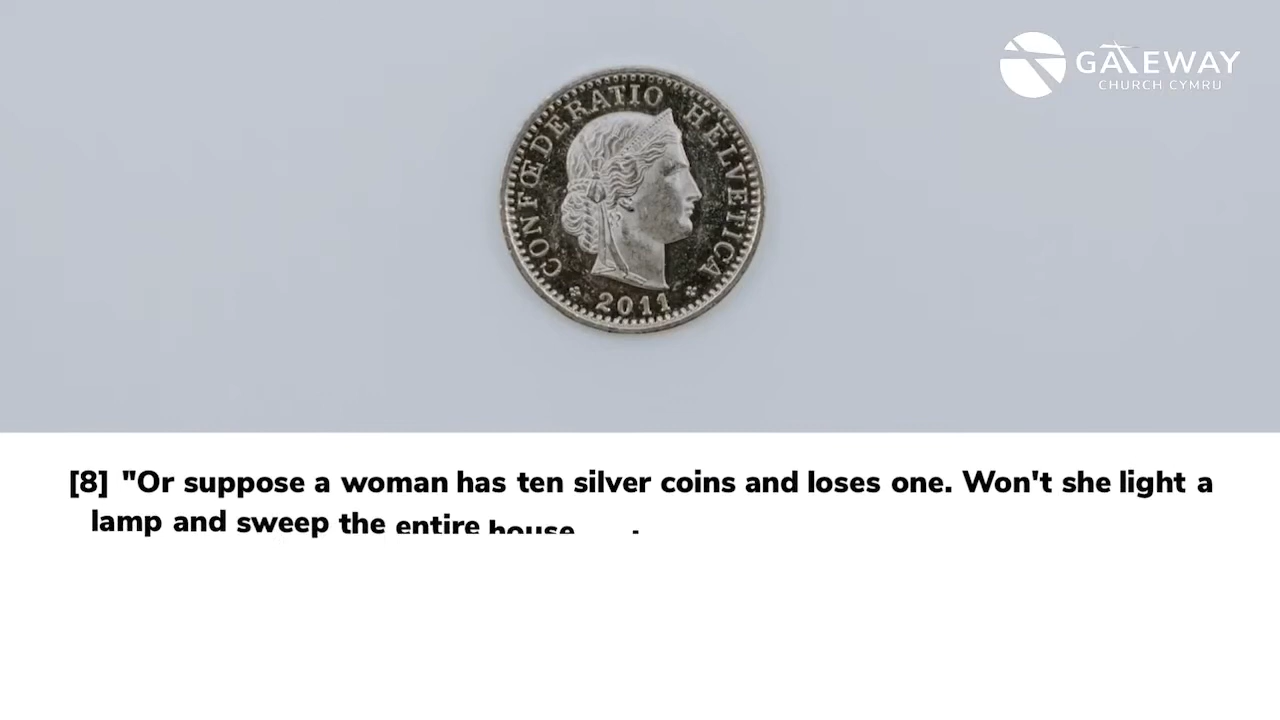 GATEWAY
CHURCH CYMRU
CONFŒDERATIO HELVETICA
2011
[8] "Or suppose a woman has ten silver coins and loses one. Won't she light a
lamp and sweep the entire house